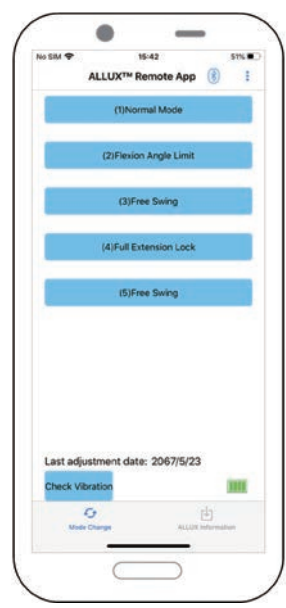 No SIM 15:42 51%
ALLUX™ Remote App
(1)Normal Mode
(2)Flexion Angle Limit
(3)Free Swing
(4)Full Extension Lock
(5)Free Swing
Last adjustment date: 2067/5/23
Check Vibration
Mode Change ALLUX Information